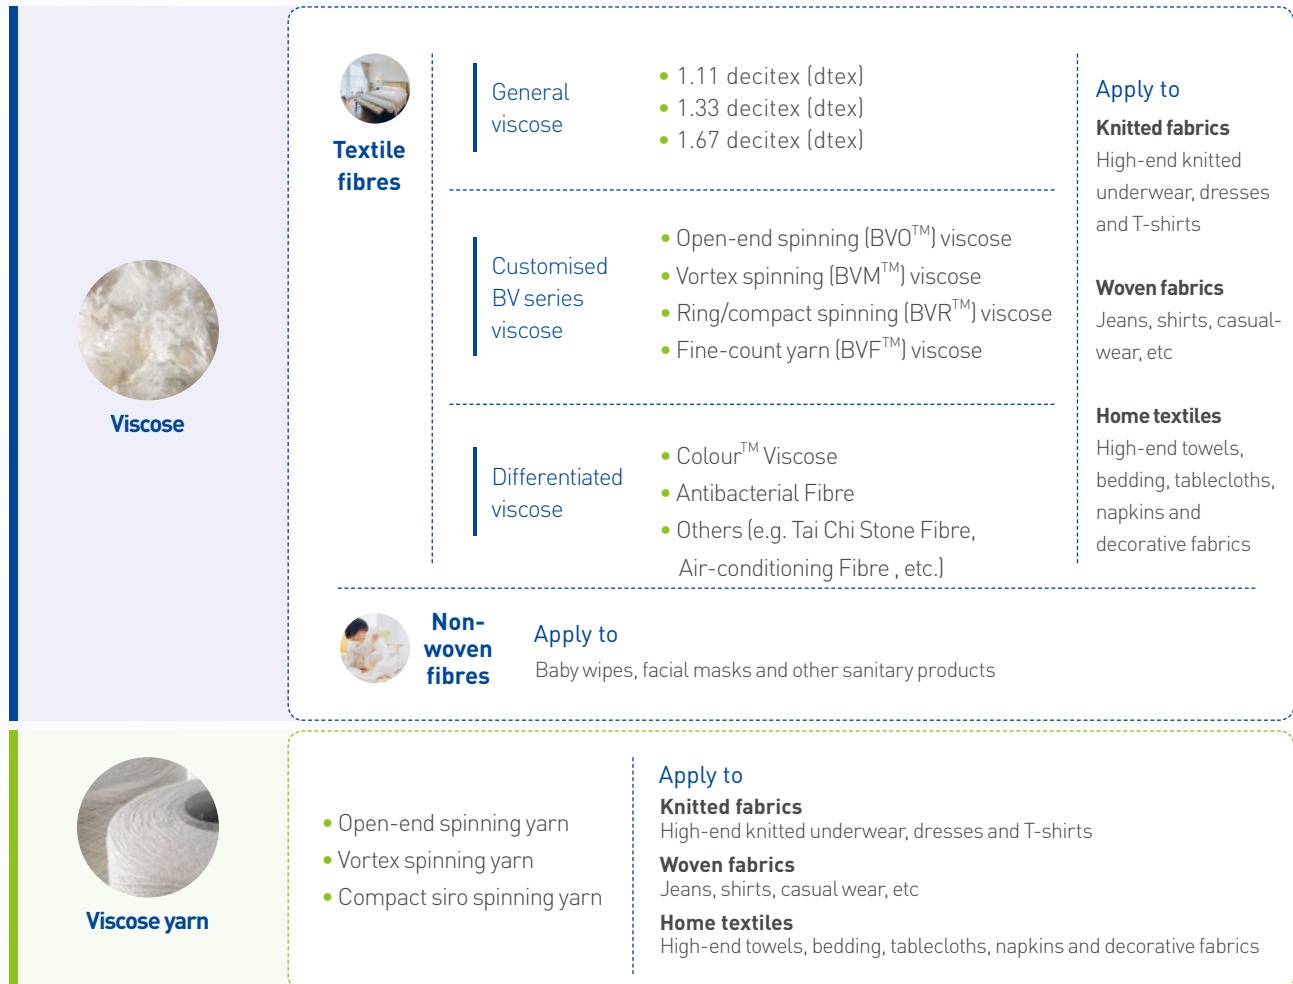 Viscose
Textile
fibres
General
viscose
• 1.11 decitex (dtex)
• 1.33 decitex (dtex)
• 1.67 decitex (dtex)
Customised
BV series
viscose
• Open-end spinning (BVO™) viscose
• Vortex spinning (BVM™) viscose
• Ring/compact spinning (BVR™) viscose
• Fine-count yarn (BVF™) viscose
Differentiated
viscose
• Colour™ Viscose
• Antibacterial Fibre
• Others (e.g. Tai Chi Stone Fibre,
Air-conditioning Fibre , etc.)
Apply to
Knitted fabrics
High-end knitted
underwear, dresses
and T-shirts
Woven fabrics
Jeans, shirts, casual-
wear, etc
Home textiles
High-end towels,
bedding, tablecloths,
napkins and
decorative fabrics
Non-
woven
fibres
Apply to
Baby wipes, facial masks and other sanitary products
Viscose yarn
• Open-end spinning yarn
• Vortex spinning yarn
• Compact siro spinning yarn
Apply to
Knitted fabrics
High-end knitted underwear, dresses and T-shirts
Woven fabrics
Jeans, shirts, casual wear, etc
Home textiles
High-end towels, bedding, tablecloths, napkins and decorative fabrics